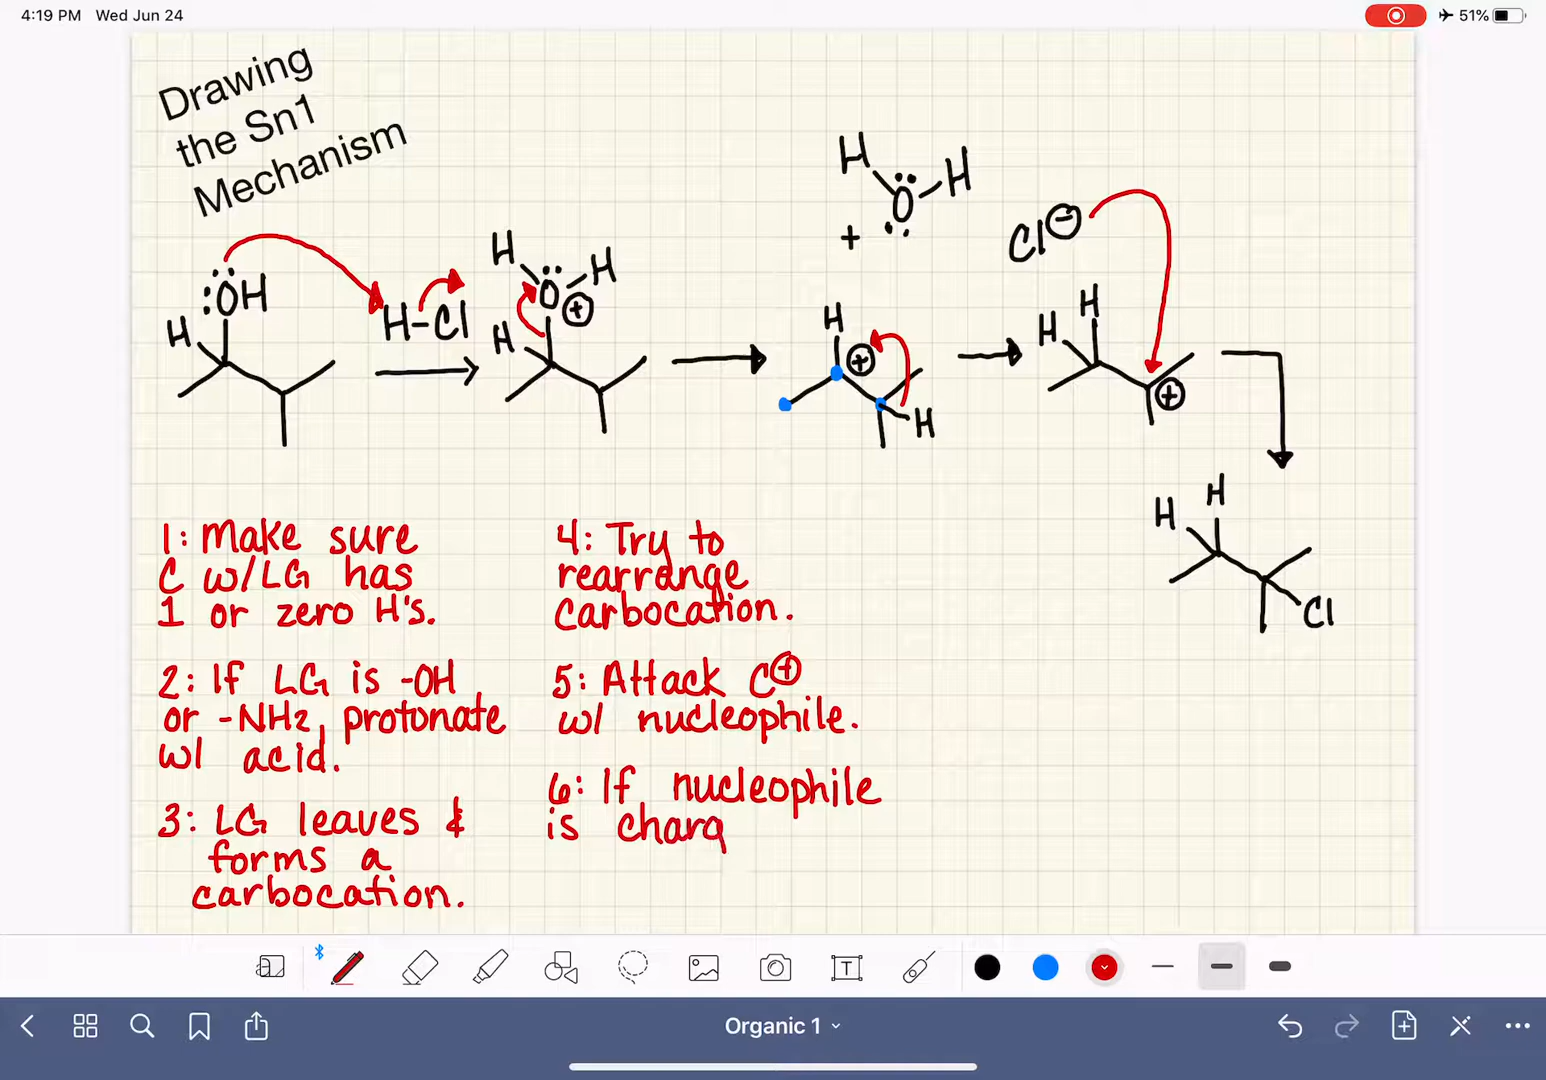 4:19 PM Wed Jun 24
51%
Drawing
the Sn1
Mechanism
:ÖH
H
H-Cl
H
H
Ö
+
H
H
H
Ö
+
H
+
H
Cl-
H
H
+
H
H
Cl
1: Make sure
C w/LG has
1 or zero H's.
2: If LG is -OH
or -NH2, protonate
w/ acid.
3: LG leaves &
forms a
carbocation.
4: Try to
rearrange
carbocation.
5: Attack C+
w/ nucleophile.
6: If nucleophile
is charg
T
Organic 1